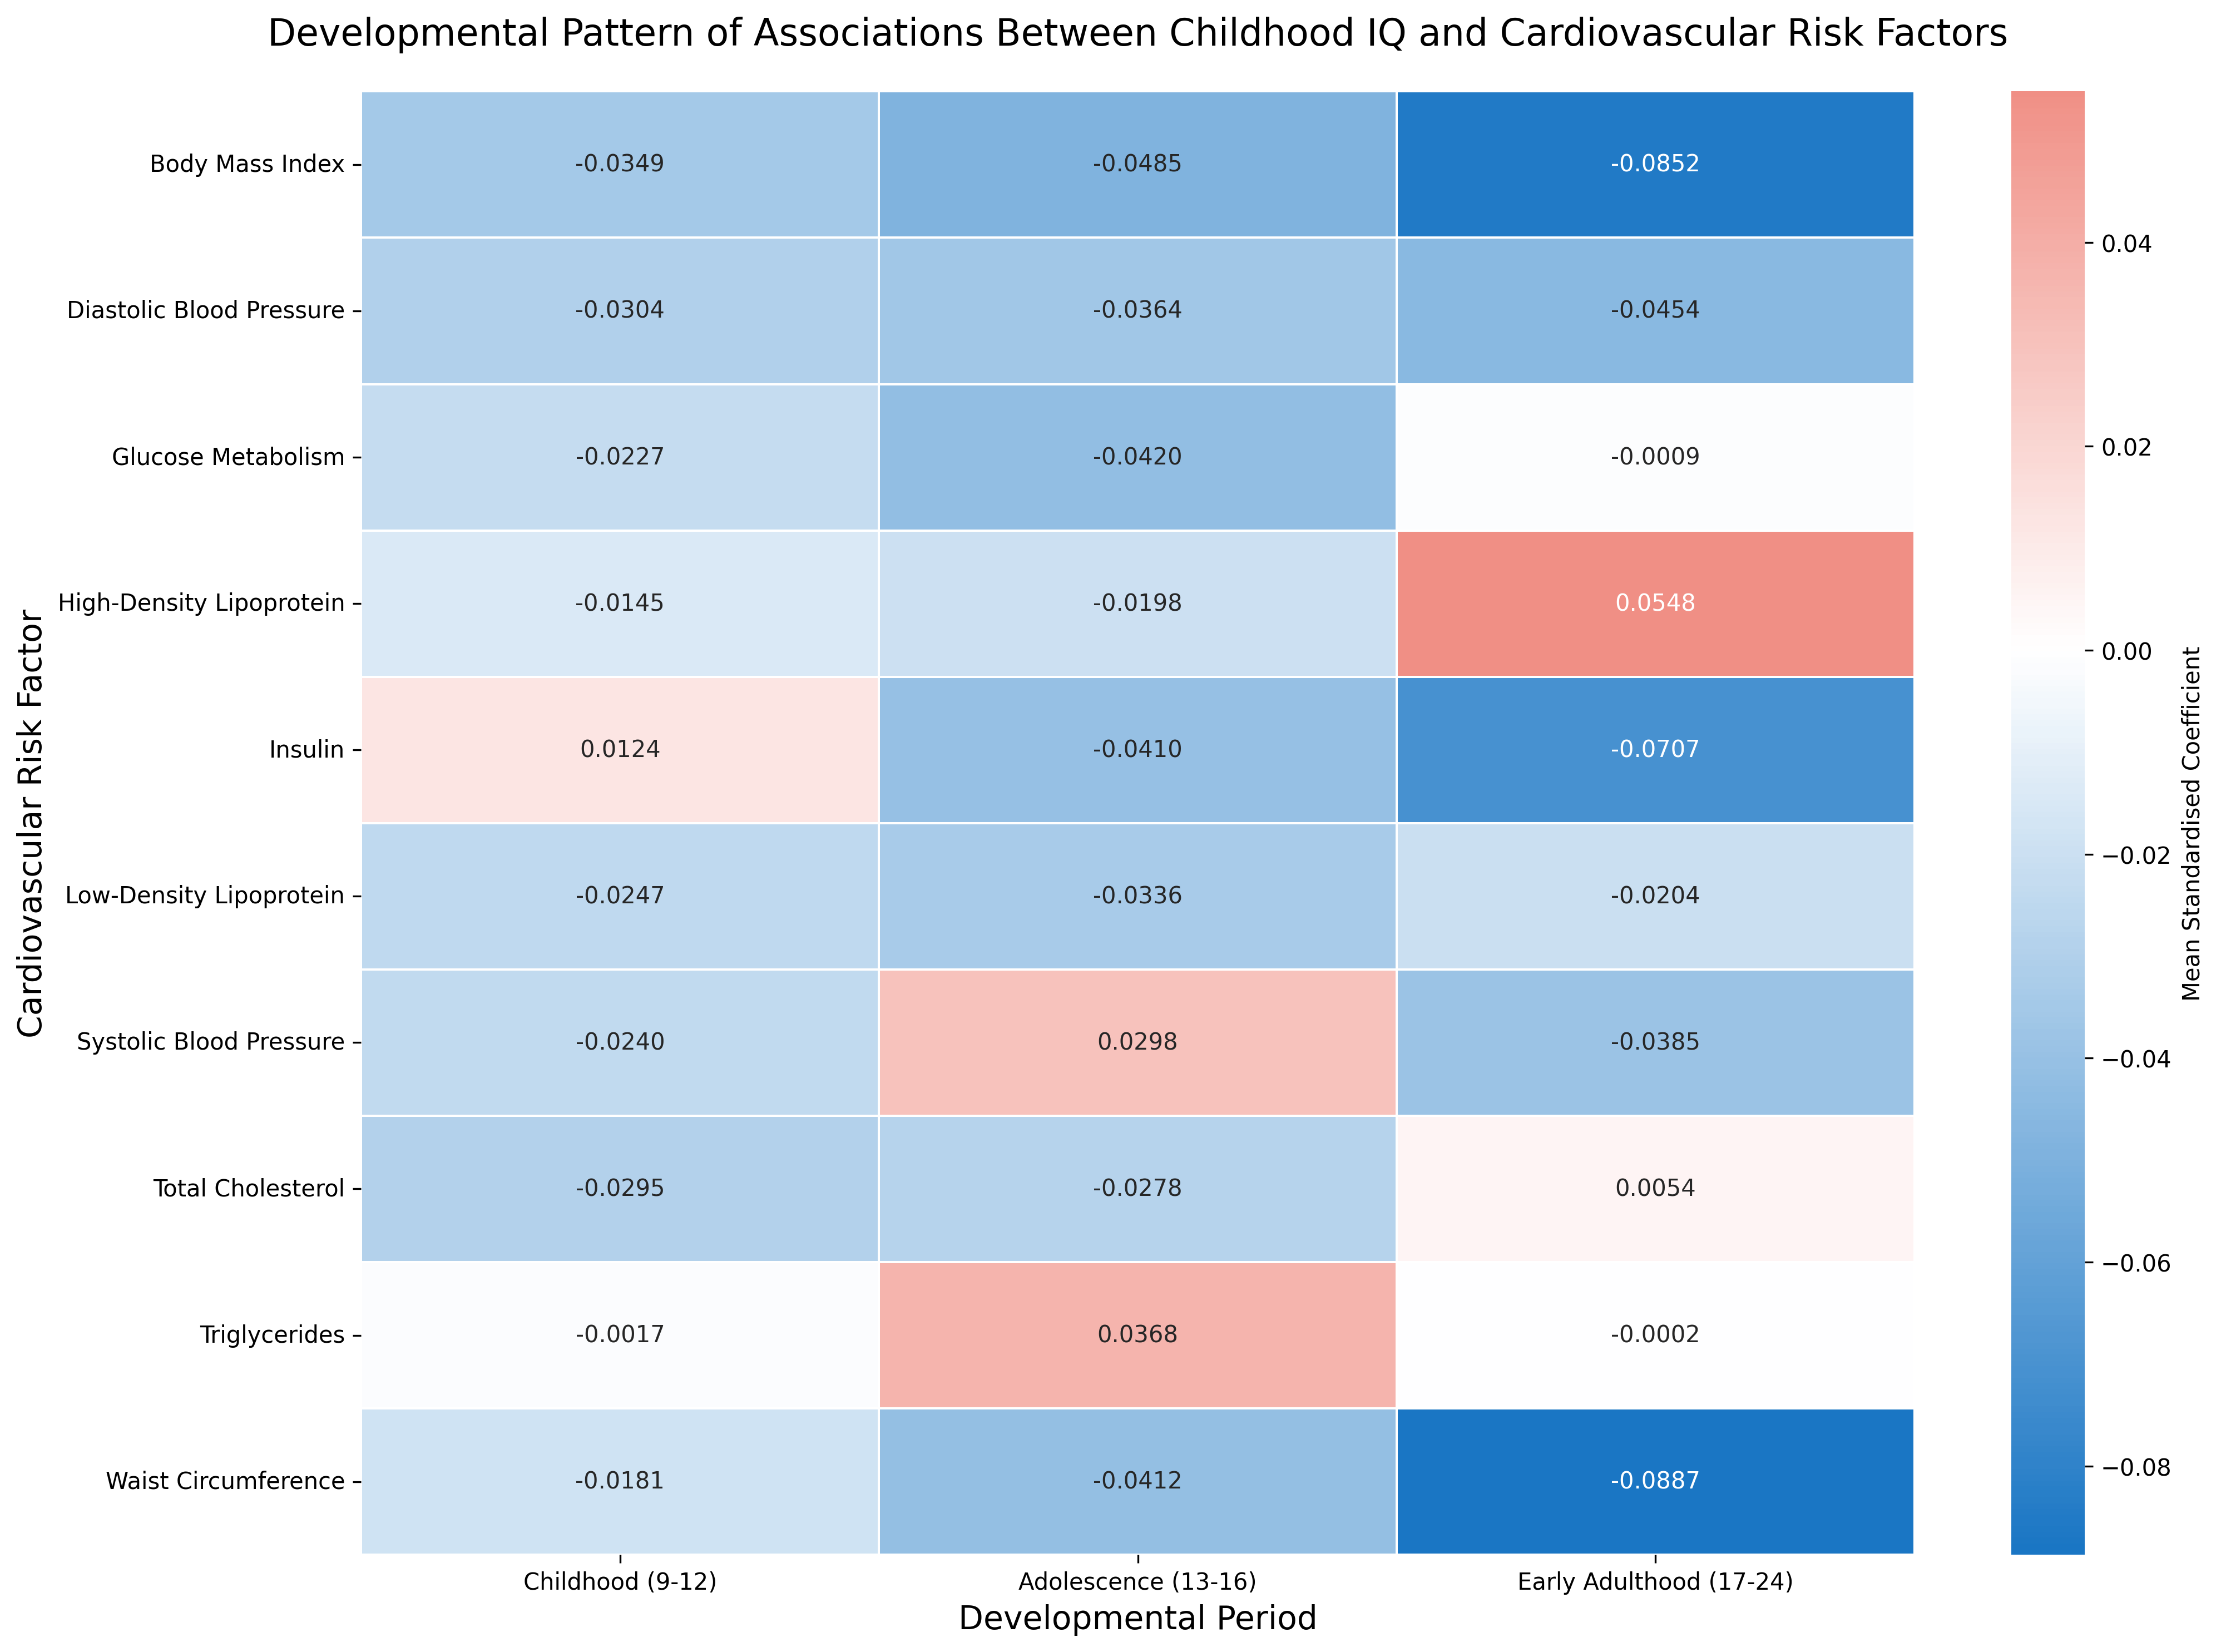 Developmental Pattern of Associations Between Childhood IQ and Cardiovascular Risk Factors
Cardiovascular Risk Factor
Body Mass Index -0.0349 -0.0485 -0.0852
Diastolic Blood Pressure -0.0304 -0.0364 -0.0454
Glucose Metabolism -0.0227 -0.0420 -0.0009
High-Density Lipoprotein -0.0145 -0.0198 0.0548
Insulin 0.0124 -0.0410 -0.0707
Low-Density Lipoprotein -0.0247 -0.0336 -0.0204
Systolic Blood Pressure -0.0240 0.0298 -0.0385
Total Cholesterol -0.0295 -0.0278 0.0054
Triglycerides -0.0017 0.0368 -0.0002
Waist Circumference -0.0181 -0.0412 -0.0887
Childhood (9-12) Adolescence (13-16) Early Adulthood (17-24)
Developmental Period
0.04
0.02
0.00
−0.02
−0.04
−0.06
−0.08
Mean Standardised Coefficient